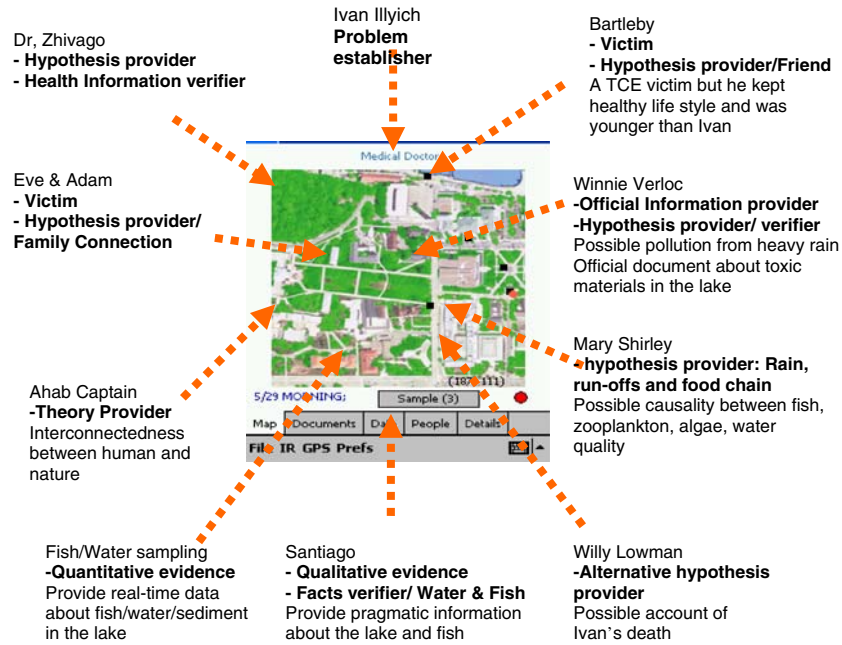 Ivan Illyich
Problem
establisher
Dr, Zhivago
- Hypothesis provider
- Health Information verifier
Bartleby
- Victim
- Hypothesis provider/Friend
A TCE victim but he kept
healthy life style and was
younger than Ivan
Eve & Adam
- Victim
- Hypothesis provider/
Family Connection
Winnie Verloc
-Official Information provider
-Hypothesis provider/ verifier
Possible pollution from heavy rain
Official document about toxic
materials in the lake
Mary Shirley
- hypothesis provider: Rain,
run-offs and food chain
Possible causality between fish,
zooplankton, algae, water
quality
Ahab Captain
-Theory Provider
Interconnectedness
between human and
nature
Medical Doctor
5/29 MORNING;
Sample (3)
Map Documents People Details
File IR GPS Prefs
Fish/Water sampling
-Quantitative evidence
Provide real-time data
about fish/water/sediment
in the lake
Santiago
- Qualitative evidence
- Facts verifier/ Water & Fish
Provide pragmatic information
about the lake and fish
Willy Lowman
-Alternative hypothesis
provider
Possible account of
Ivan's death